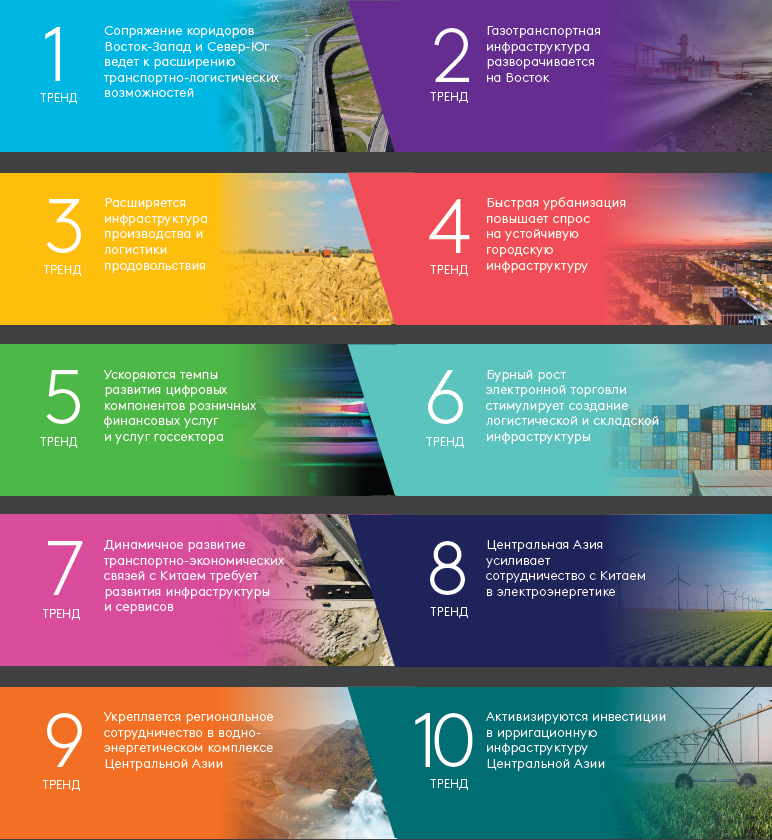 1
ТРЕНД
Сопряжение коридоров
Восток-Запад и Север-Юг
ведет к расширению
транспортно-логистических
возможностей
2
ТРЕНД
Газотранспортная
инфраструктура
разворачивается
на Восток
3
ТРЕНД
Расширяется
инфраструктура
производства и
логистики
продовольствия
4
ТРЕНД
Быстрая урбанизация
повышает спрос
на устойчивую
городскую
инфраструктуру
5
ТРЕНД
Ускоряются темпы
развития цифровых
компонентов розничных
финансовых услуг
и услуг госсектора
6
ТРЕНД
Бурный рост
электронной торговли
стимулирует создание
логистической и складской
инфраструктуры
7
ТРЕНД
Динамичное развитие
транспортно-экономических
связей с Китаем требует
развития инфраструктуры
и сервисов
8
ТРЕНД
Центральная Азия
усиливает
сотрудничество с Китаем
в электроэнергетике
9
ТРЕНД
Укрепляется региональное
сотрудничество в водно-
энергетическом комплексе
Центральной Азии
10
ТРЕНД
Активизируются инвестиции
в ирригационную
инфраструктуру
Центральной Азии